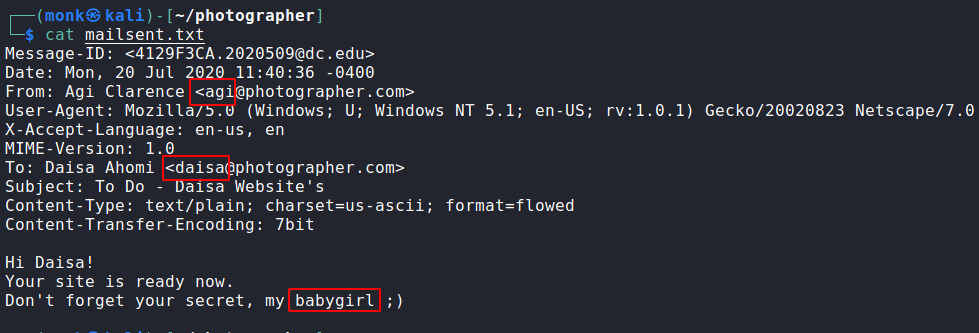 ┌──(monk㉿kali)-[~/photographer]
└─$ cat mailsent.txt
Message-ID: <4129F3CA.2020509@dc.edu>
Date: Mon, 20 Jul 2020 11:40:36 -0400
From: Agi Clarence <agi@photographer.com>
User-Agent: Mozilla/5.0 (Windows; U; Windows NT 5.1; en-US; rv:1.0.1) Gecko/20020823 Netscape/7.0
X-Accept-Language: en-us, en
MIME-Version: 1.0
To: Daisa Ahomi <daisa@photographer.com>
Subject: To Do - Daisa Website's
Content-Type: text/plain; charset=us-ascii; format=flowed
Content-Transfer-Encoding: 7bit

Hi Daisa!
Your site is ready now.
Don't forget your secret, my babygirl ;)